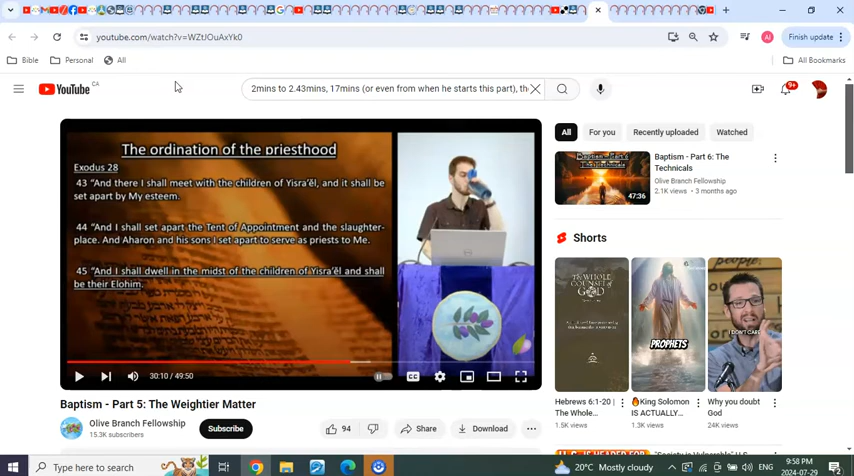 Finish update
youtube.com/watch?v=WZtJOuAxYk0
AI
Bible
Personal
All
All Bookmarks
YouTube CA
2mins to 2.43mins, 17mins (or even from when he starts this part), th
9+
The ordination of the priesthood
Exodus 28
43 “And there I shall meet with the children of Yisra’ĕl, and it shall be
set apart by My esteem.
44 “And I shall set apart the Tent of Appointment and the slaughter-
place. And Aharon and his sons I set apart to serve as priests to Me.
45 “And I shall dwell in the midst of the children of Yisra’ĕl and shall
be their Elohim.
30:10 / 49:50
CC
Baptism - Part 5: The Weightier Matter
Olive Branch Fellowship
15.3K subscribers
Subscribe
94
Share
Download
All
For you
Recently uploaded
Watched
47:36
Baptism - Part 6: The
Technicals
Olive Branch Fellowship
2.1K views • 3 months ago
Shorts
THE WHOLE
COUNSEL
OF GOD
PROPHETS
I DON'T CARE
Hebrews 6:1-20 |
The Whole...
1.5K views
🔥King Solomon
IS ACTUALLY...
1.3K views
Why you doubt
God
24K views
Type here to search
20°C Mostly cloudy
ENG
9:58 PM
2024-07-29